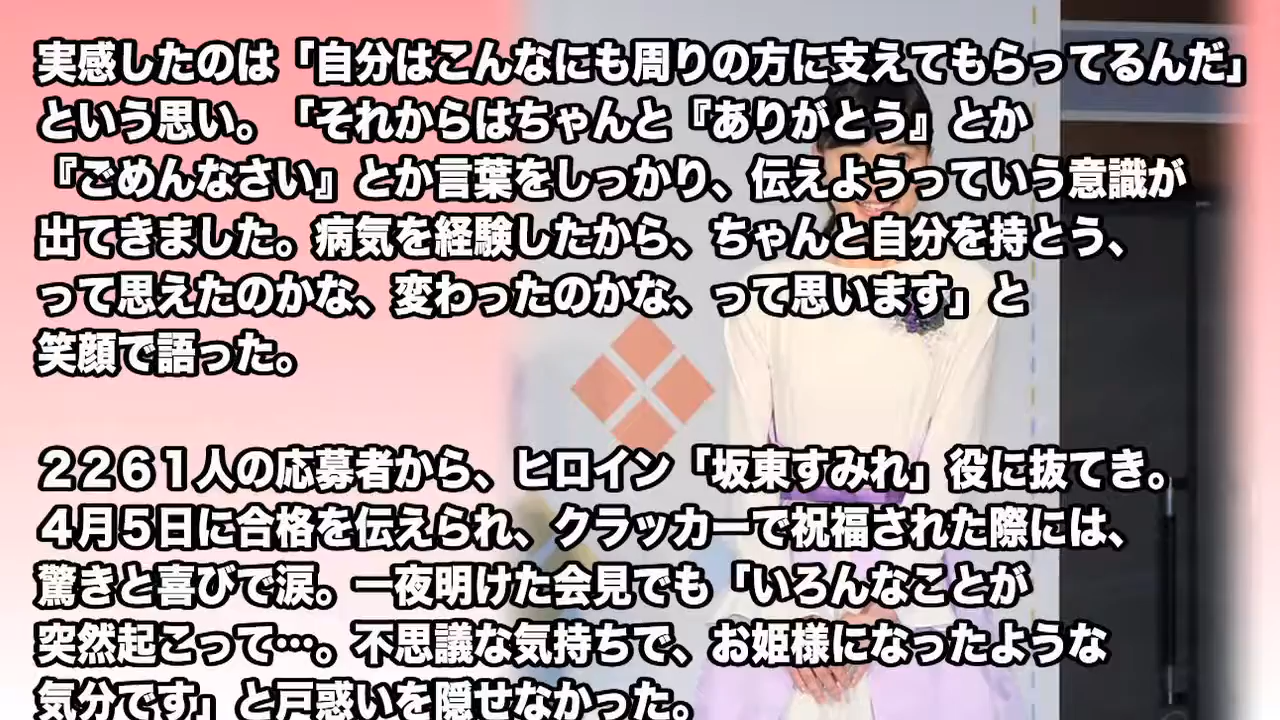 実感したのは「自分はこんなにも周りの方に支えてもらってるんだ」
という思い。「それからはちゃんと『ありがとう』とか
『ごめんなさい』とか言葉をしっかり、伝えようっていう意識が
出てきました。病気を経験したから、ちゃんと自分を持とう、
って思えたのかな、変わったのかな、って思います」と
笑顔で語った。
２２６１人の応募者から、ヒロイン「坂東すみれ」役に抜てき。
４月５日に合格を伝えられ、クラッカーで祝福された際には、
驚きと喜びで涙。一夜明けた会見でも「いろんなことが
突然起こって…。不思議な気持ちで、お姫様になったような
気分です」と戸惑いを隠せなかった。